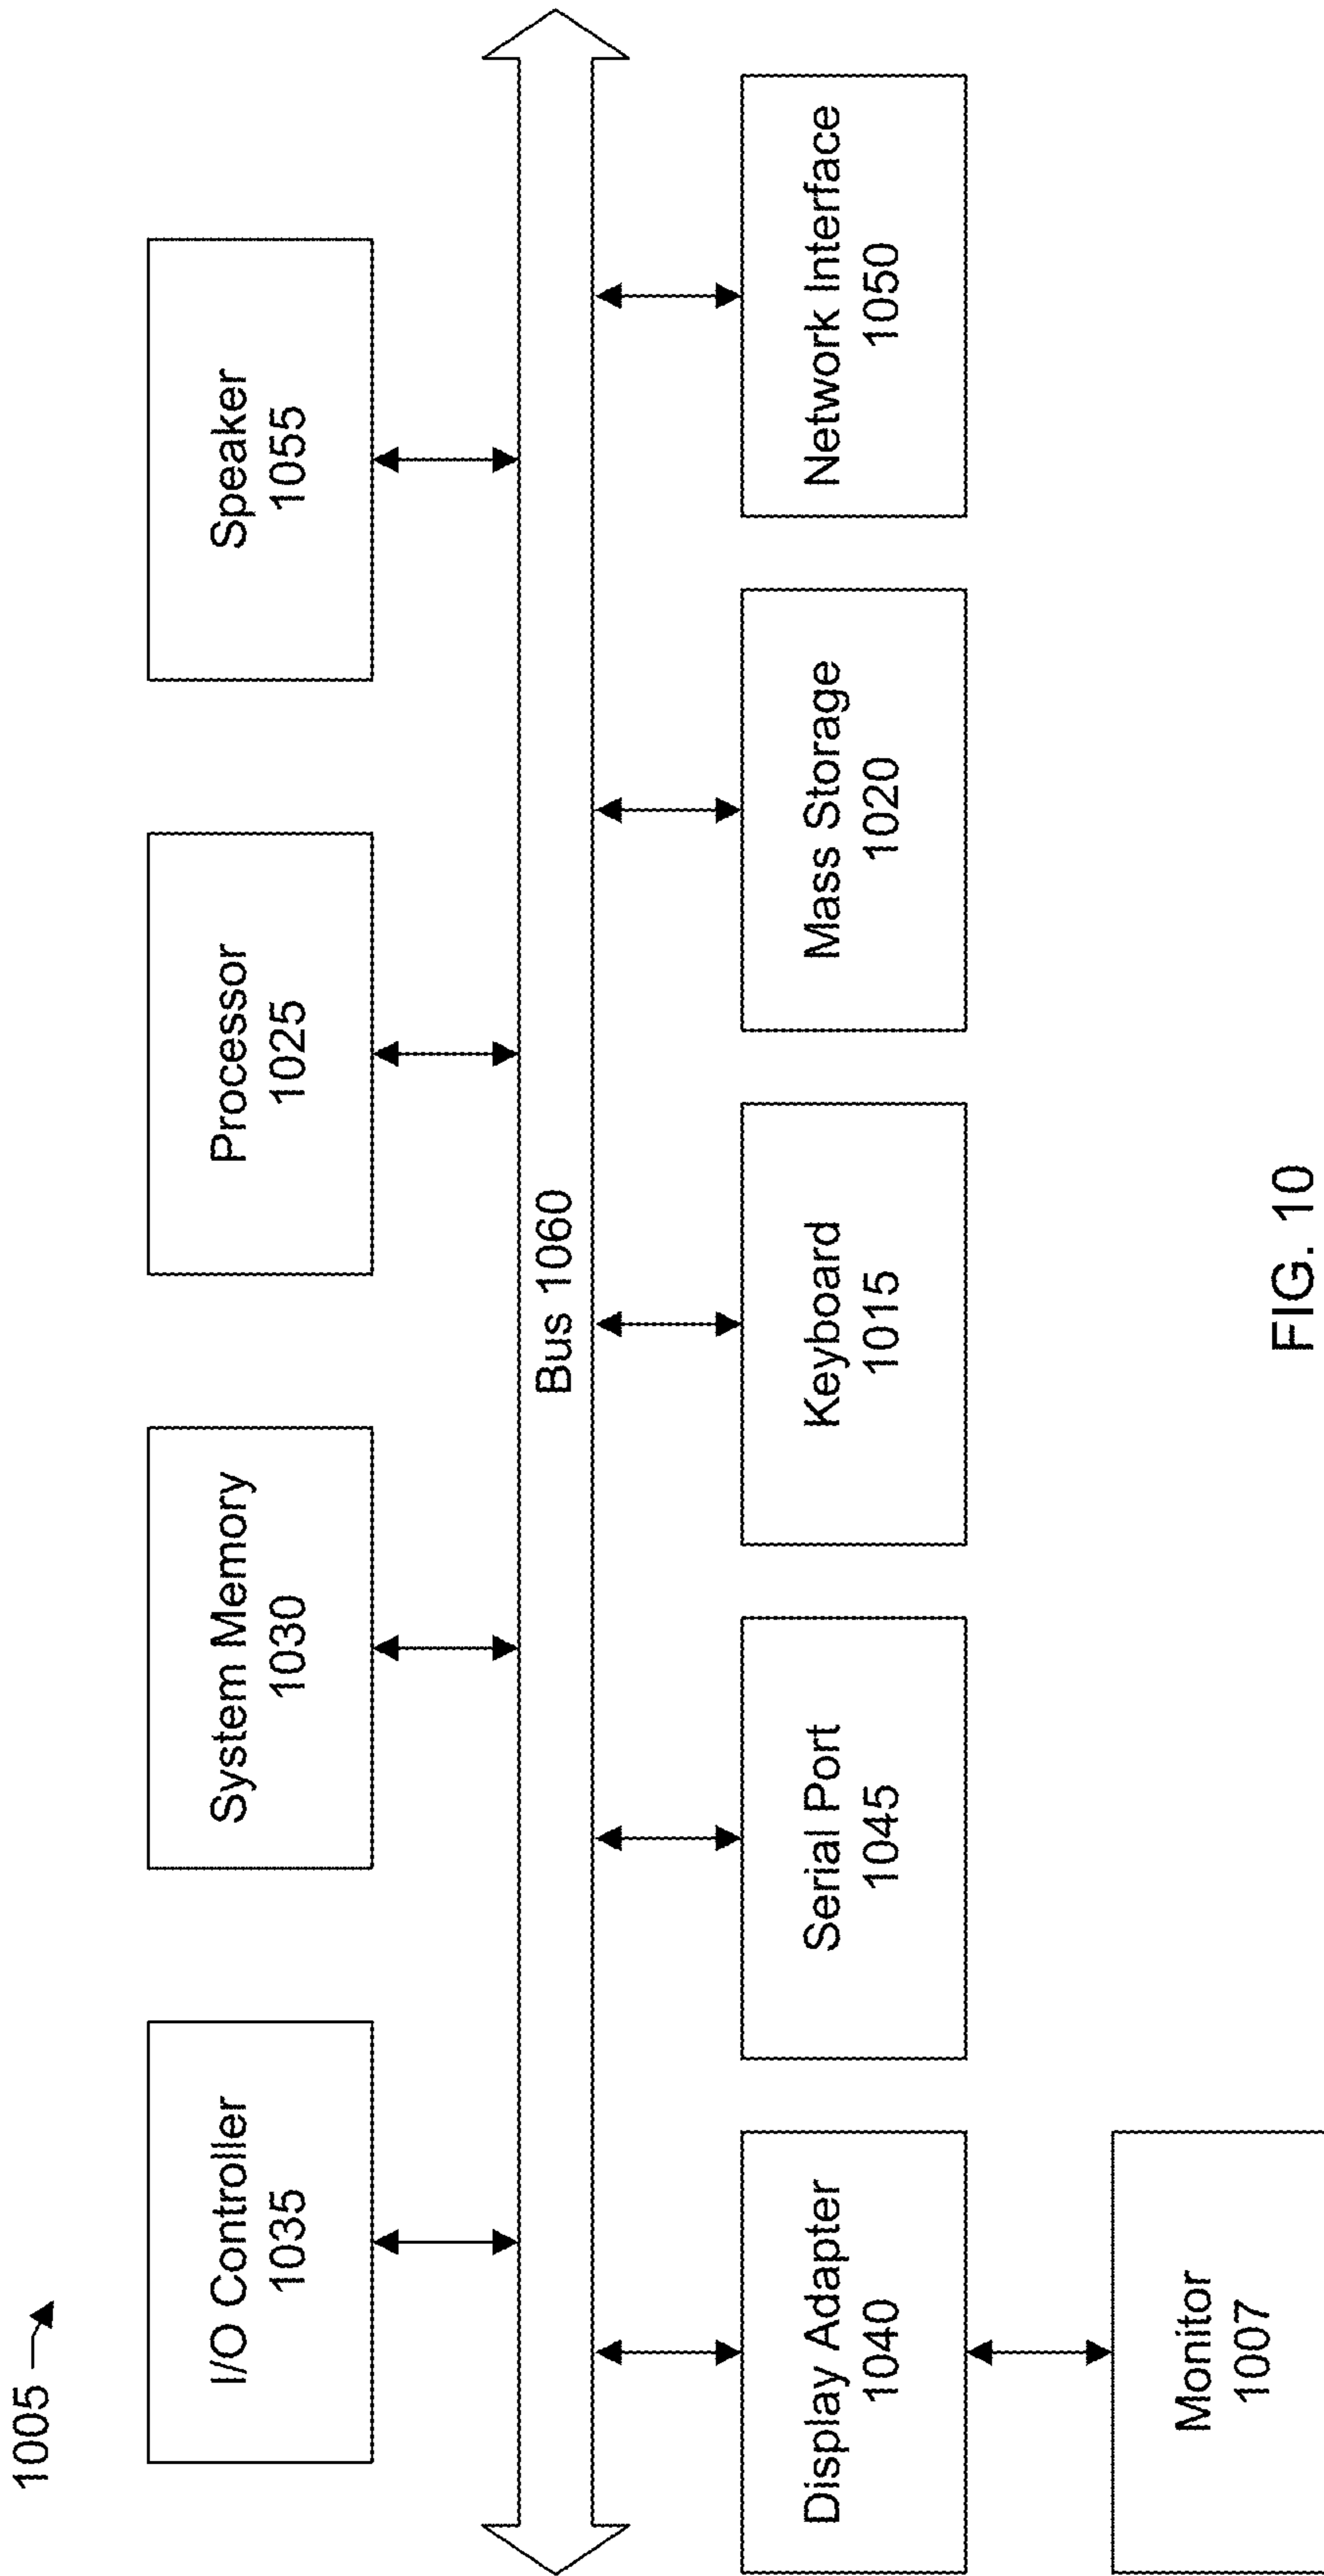 1005
I/O Controller
1035
System Memory
1030
Processor
1025
Speaker
1055
Bus 1060
Display Adapter
1040
Serial Port
1045
Keyboard
1015
Mass Storage
1020
Network Interface
1050
Monitor
1007
FIG. 10